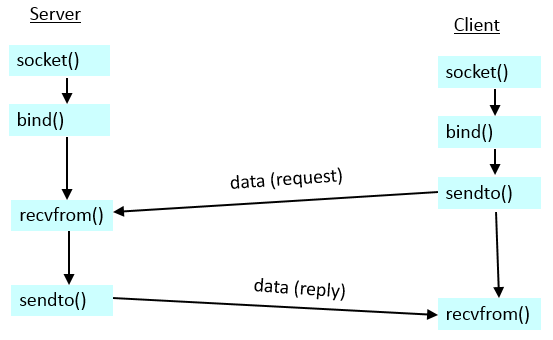 Server
socket()
bind()
recvfrom()
sendto()
data (request)
data (reply)
Client
socket()
bind()
sendto()
recvfrom()